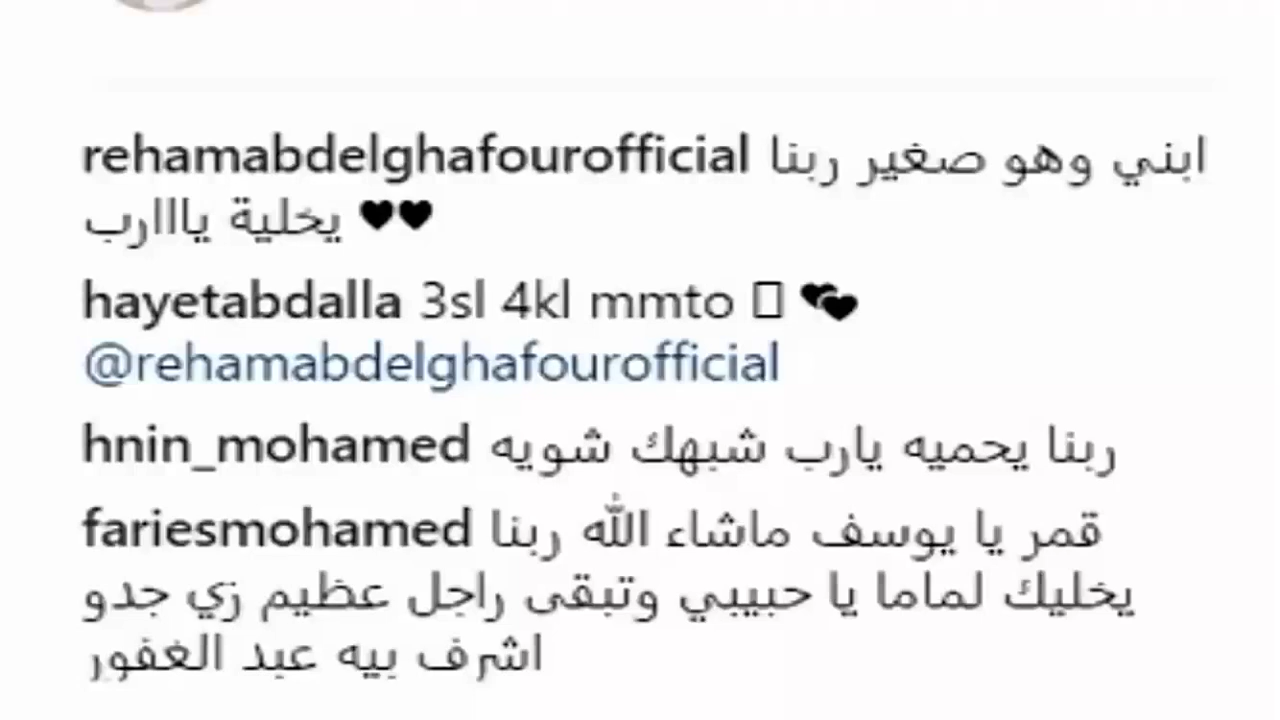 rehamabdelghafourofficial ابني وهو صغير ربنا
يخلية يااارب ♥♥
hayetabdalla 3sl 4kl mmto 💕
@rehamabdelghafourofficial
hnin_mohamed ربنا يحميه يارب شبهك شويه
fariesmohamed قمر يا يوسف ماشاء الله ربنا
يخليك لماما يا حبيبي وتبقى راجل عظيم زي جدو
اشرف بيه عبد الغفور